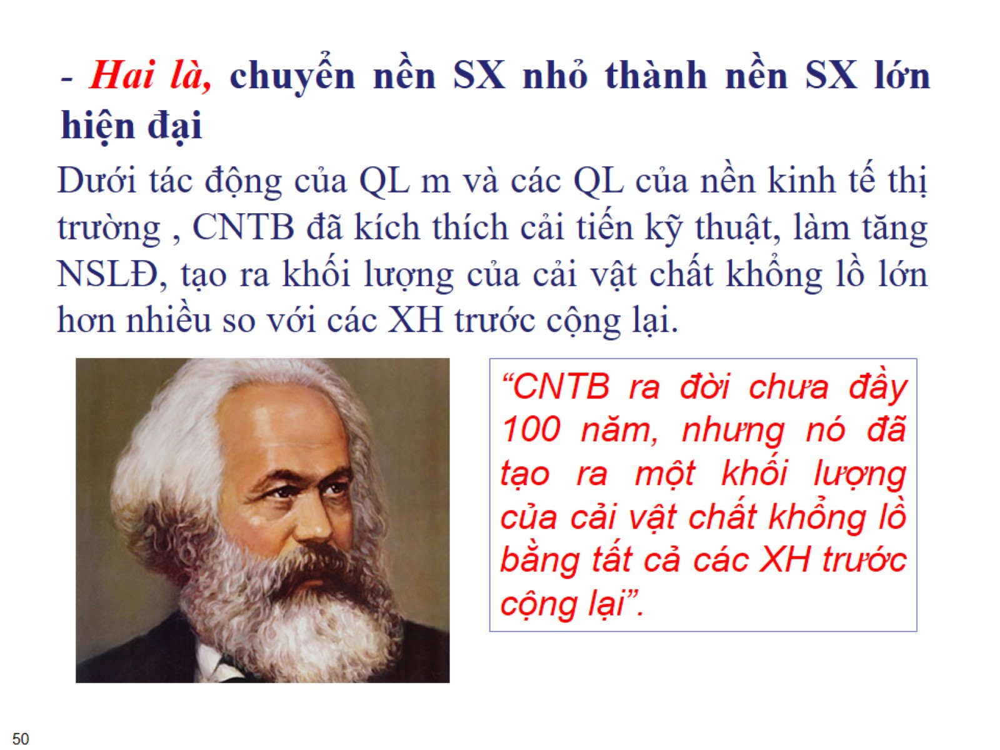 - Hai là, chuyển nền SX nhỏ thành nền SX lớn
hiện đại
Dưới tác động của QL m và các QL của nền kinh tế thị
trường , CNTB đã kích thích cải tiến kỹ thuật, làm tăng
NSLĐ, tạo ra khối lượng của cải vật chất khổng lồ lớn
hơn nhiều so với các XH trước cộng lại.
“CNTB ra đời chưa đầy
100 năm, nhưng nó đã
tạo ra một khối lượng
của cải vật chất khổng lồ
bằng tất cả các XH trước
cộng lại”.
50